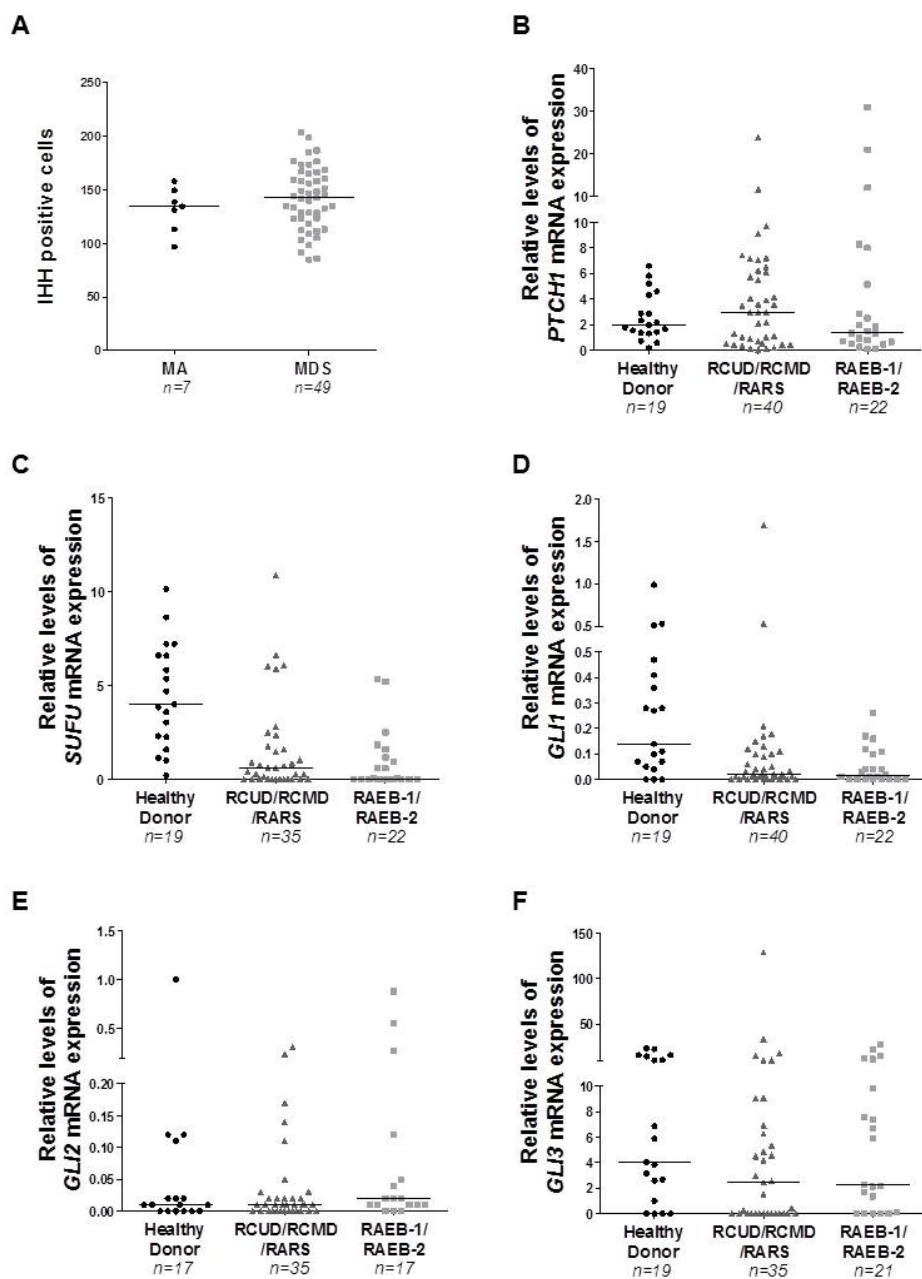 A
IHH positive cells
250
200
150
100
50
0
MA
n=7
MDS
n=49
B
Relative levels of
PTCH1 mRNA expression
40
30
20
10
10
8
6
4
2
0
Healthy
Donor
n=19
RCUD/RCMD
/RARS
n=40
RAEB-1/
RAEB-2
n=22
C
Relative levels of
SUFU mRNA expression
15
10
5
0
Healthy
Donor
n=19
RCUD/RCMD
/RARS
n=35
RAEB-1/
RAEB-2
n=22
D
Relative levels of
GLI1 mRNA expression
2.0
1.5
1.0
0.5
0.5
0.4
0.3
0.2
0.1
0.0
Healthy
Donor
n=19
RCUD/RCMD
/RARS
n=40
RAEB-1/
RAEB-2
n=22
E
Relative levels of
GLI2 mRNA expression
1.5
1.0
0.5
0.20
0.15
0.10
0.05
0.00
Healthy
Donor
n=17
RCUD/RCMD
/RARS
n=35
RAEB-1/
RAEB-2
n=17
F
Relative levels of
GLI3 mRNA expression
150
100
50
10
8
6
4
2
0
Healthy
Donor
n=19
RCUD/RCMD
/RARS
n=35
RAEB-1/
RAEB-2
n=21